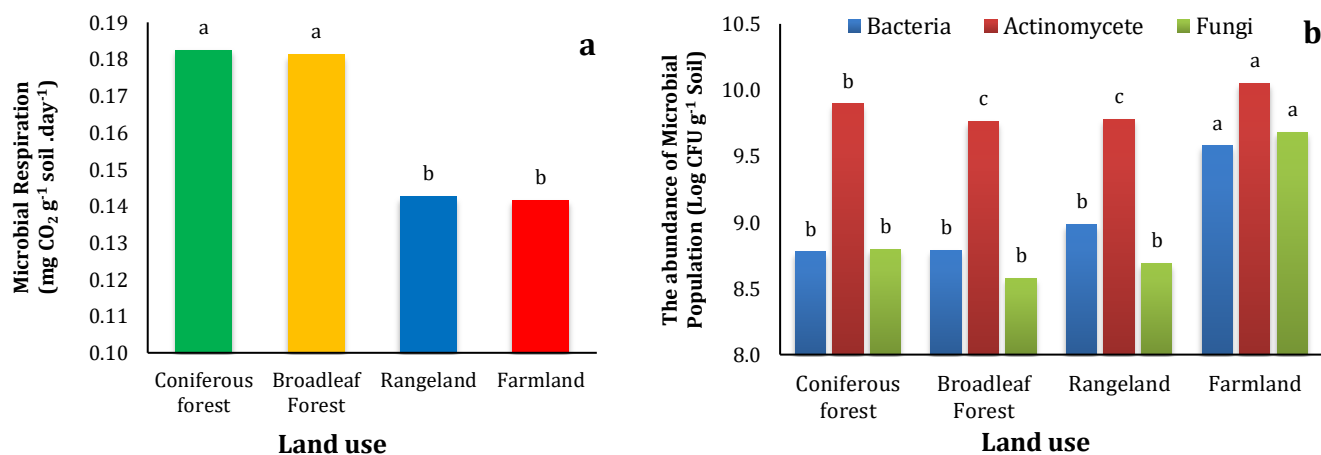 Microbial Respiration
(mg CO₂ g⁻¹ soil .day⁻¹)
0.19
0.18
0.17
0.16
0.15
0.14
0.13
0.12
0.11
0.10
a
a
b
b
a
Coniferous
forest
Broadleaf
Forest
Rangeland
Farmland
Land use
The abundance of Microbial
Population (Log CFU g⁻¹ Soil)
10.5
10.0
9.5
9.0
8.5
8.0
Bacteria
Actinomycete
Fungi
b
b
b
b
b
c
b
b
c
b
a
a
a
Coniferous
forest
Broadleaf
Forest
Rangeland
Farmland
Land use